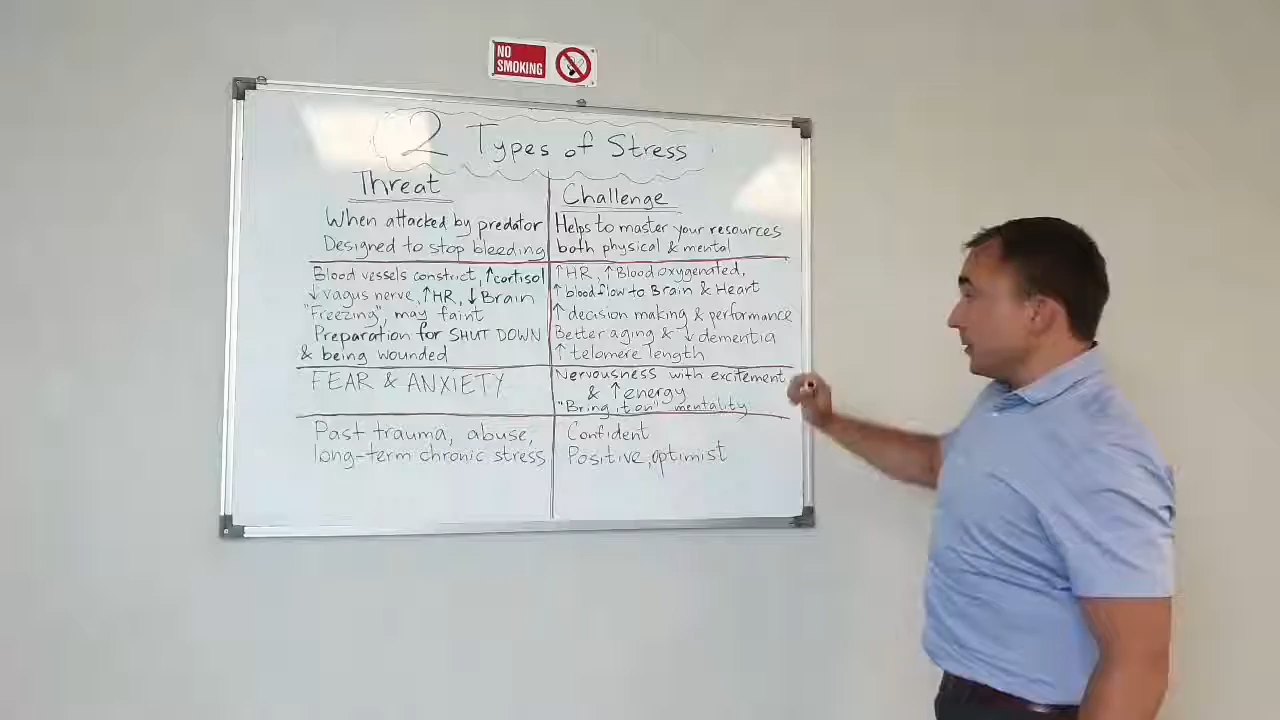 NO
SMOKING
2 Types of Stress
Threat
When attacked by predator
Designed to stop bleeding
Blood vessels constrict, ↑cortisol
↓vagus nerve, ↑HR, ↓Brain
"Freezing", may faint
Preparation for SHUT DOWN
& being wounded
FEAR & ANXIETY
Past trauma, abuse,
long-term chronic stress
Challenge
Helps to master your resources
both physical & mental
↑HR, ↑Blood oxygenated,
↑bloodflow to Brain & Heart
↑decision making & performance
Better aging & ↓dementia
↑telomere length
Nervousness with excitement
& ↑energy
"Bring it on" mentality
Confident
Positive, optimist